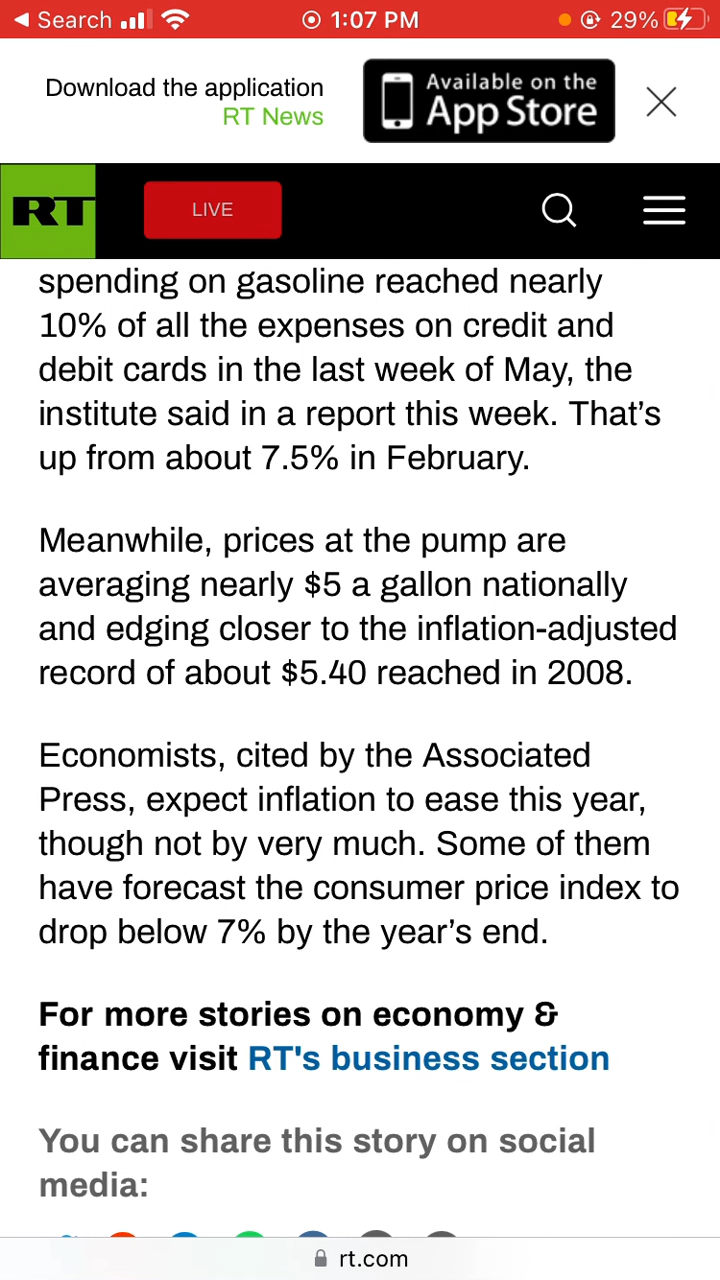 Search
1:07 PM
29%
Download the application
RT News
Available on the
App Store
RT
LIVE
spending on gasoline reached nearly
10% of all the expenses on credit and
debit cards in the last week of May, the
institute said in a report this week. That’s
up from about 7.5% in February.
Meanwhile, prices at the pump are
averaging nearly $5 a gallon nationally
and edging closer to the inflation-adjusted
record of about $5.40 reached in 2008.
Economists, cited by the Associated
Press, expect inflation to ease this year,
though not by very much. Some of them
have forecast the consumer price index to
drop below 7% by the year’s end.
For more stories on economy &
finance visit RT's business section
You can share this story on social
media:
rt.com